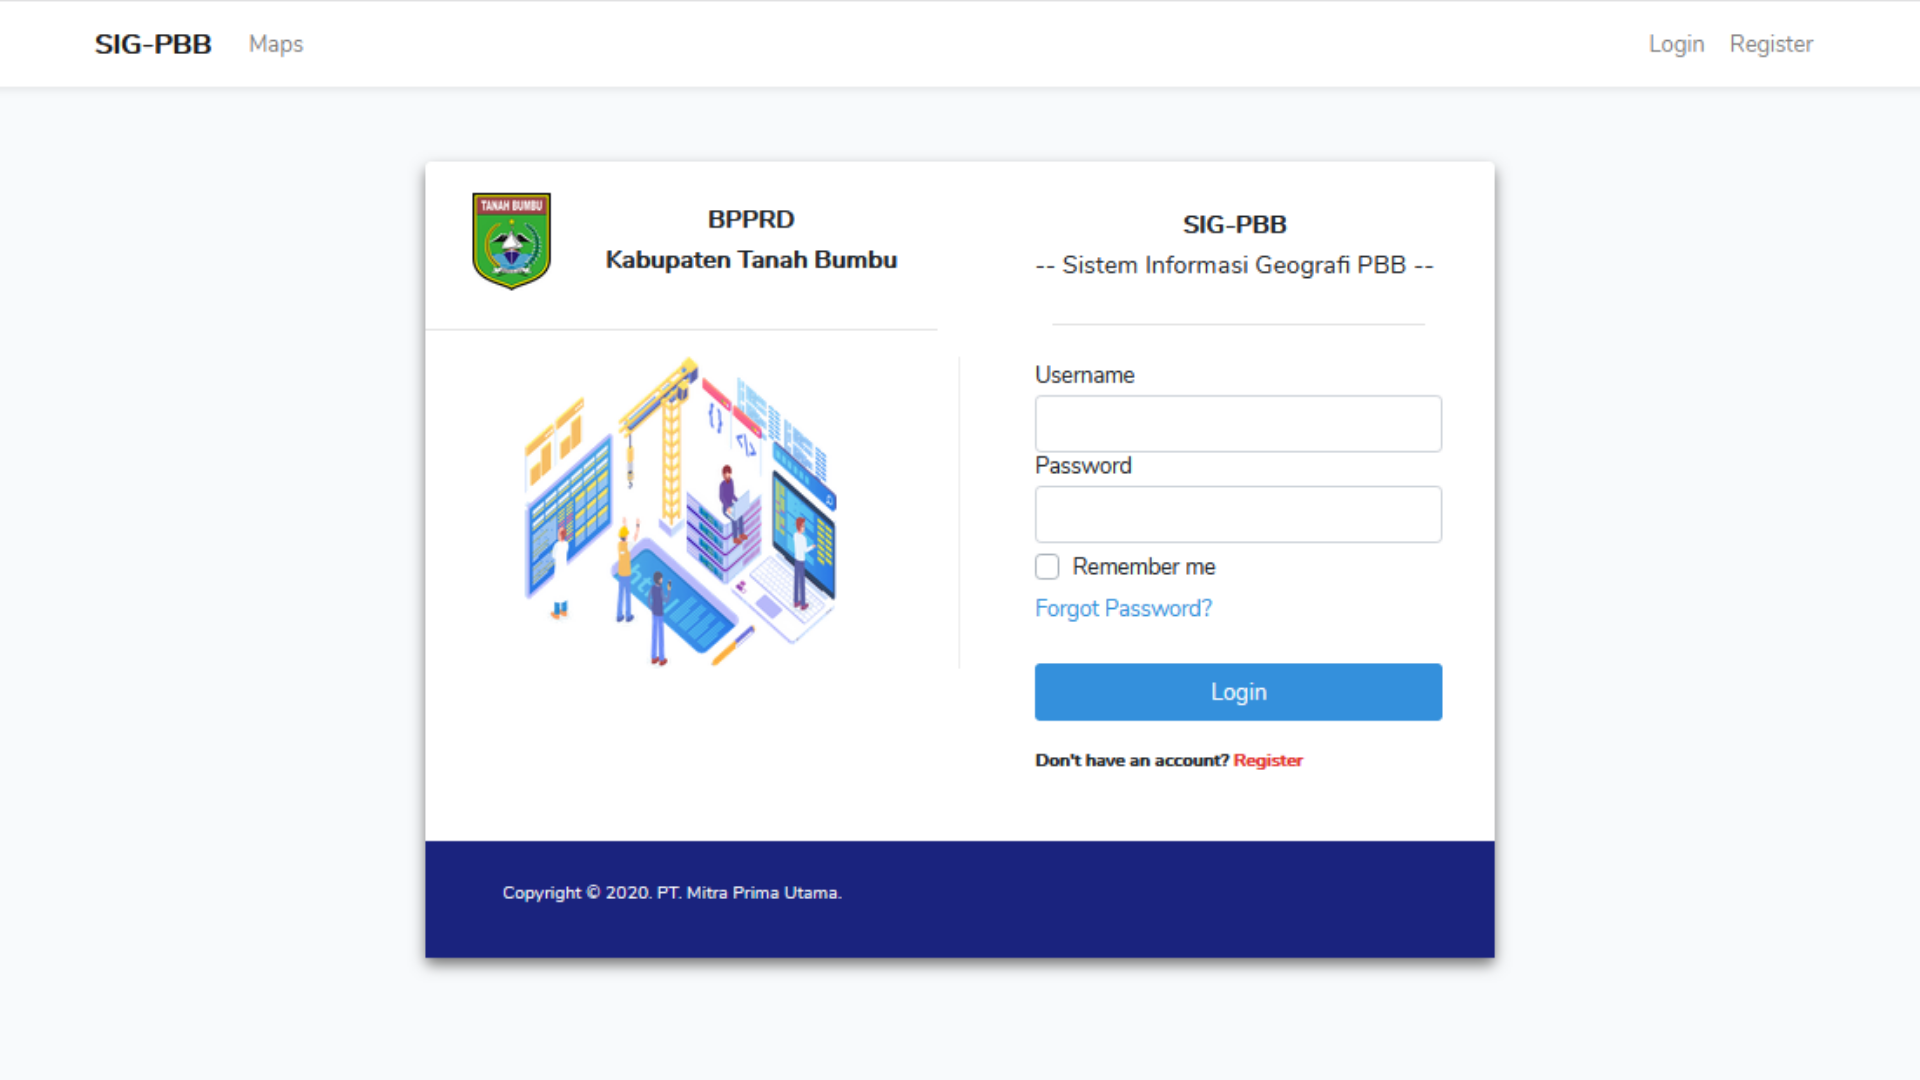 SIG-PBB Maps Login Register
TANAH BUMBU
BPPRD
Kabupaten Tanah Bumbu
SIG-PBB
-- Sistem Informasi Geografi PBB --
{}
</>
Username
Password
Remember me
Forgot Password?
Login
Don't have an account? Register
Copyright © 2020. PT. Mitra Prima Utama.